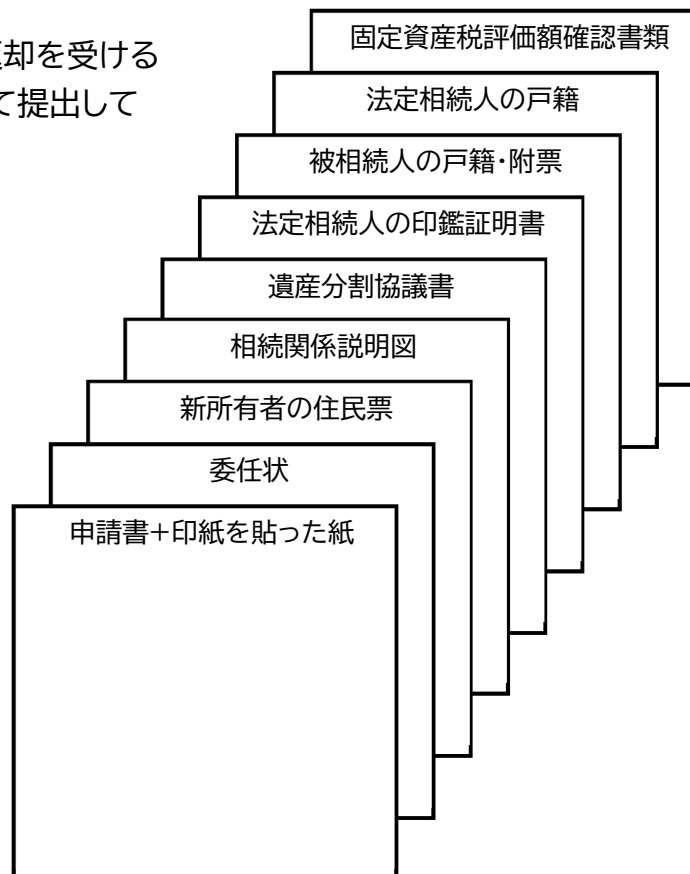 却を受ける
て提出して
固定資産税評価額確認書類
法定相続人の戸籍
被相続人の戸籍・附票
法定相続人の印鑑証明書
遺産分割協議書
相続関係説明図
新所有者の住民票
委任状
申請書+印紙を貼った紙